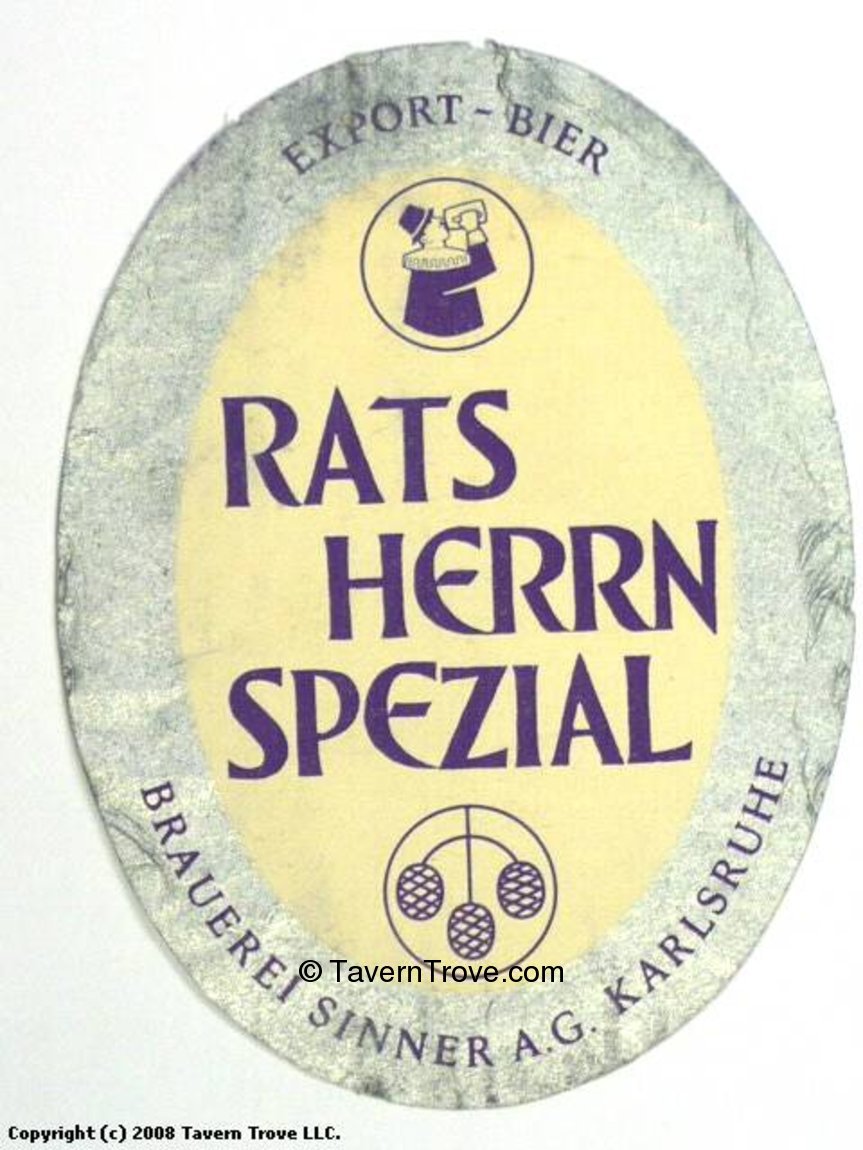 EXPORT - BIER
RATS
HERRN
SPEZIAL
BRAUEREI SINNER A.G. KARLSRUHE
© TavernTrove.com
Copyright (c) 2008 Tavern Trove LLC.